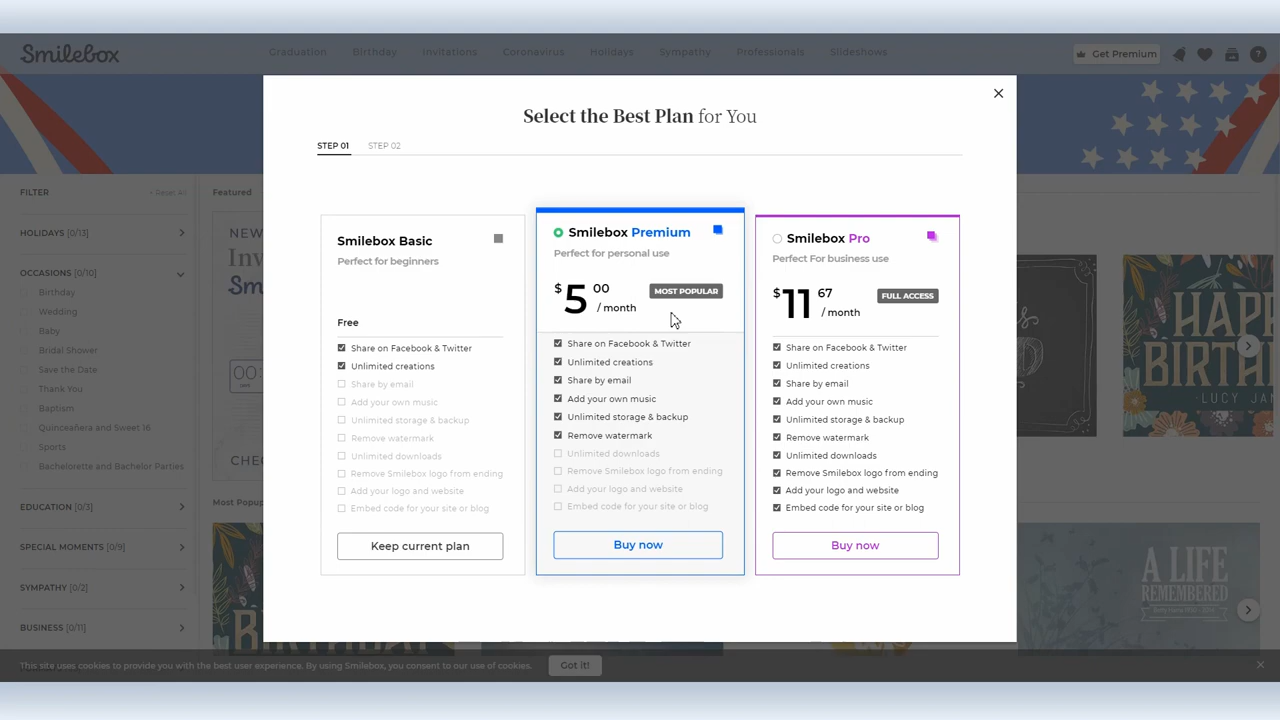 Smilebox
Graduation
Birthday
Invitations
Coronavirus
Holidays
Sympathy
Professionals
Slideshows
Get Premium
Select the Best Plan for You
STEP 01
STEP 02
Smilebox Basic
Perfect for beginners
Free
Share on Facebook & Twitter
Unlimited creations
Share by email
Add your own music
Unlimited storage & backup
Remove watermark
Unlimited downloads
Remove Smilebox logo from ending
Add your logo and website
Embed code for your site or blog
Keep current plan
Smilebox Premium
Perfect for personal use
$ 5 00 / month
MOST POPULAR
Share on Facebook & Twitter
Unlimited creations
Share by email
Add your own music
Unlimited storage & backup
Remove watermark
Unlimited downloads
Remove Smilebox logo from ending
Add your logo and website
Embed code for your site or blog
Buy now
Smilebox Pro
Perfect For business use
$ 11 67 / month
FULL ACCESS
Share on Facebook & Twitter
Unlimited creations
Share by email
Add your own music
Unlimited storage & backup
Remove watermark
Unlimited downloads
Remove Smilebox logo from ending
Add your logo and website
Embed code for your site or blog
Buy now
FILTER
Reset All
Featured
HOLIDAYS [0/13]
OCCASIONS [0/10]
Birthday
Wedding
Baby
Bridal Shower
Save the Date
Thank You
Baptism
Quinceañera and Sweet 16
Sports
Bachelorette and Bachelor Parties
EDUCATION [0/3]
SPECIAL MOMENTS [0/9]
SYMPATHY [0/2]
BUSINESS [0/11]
NEW
HAPP
BIRTHDA
A LIFE
REMEMBERED
This site uses cookies to provide you with the best user experience. By using Smilebox, you consent to our use of cookies.
Got it!